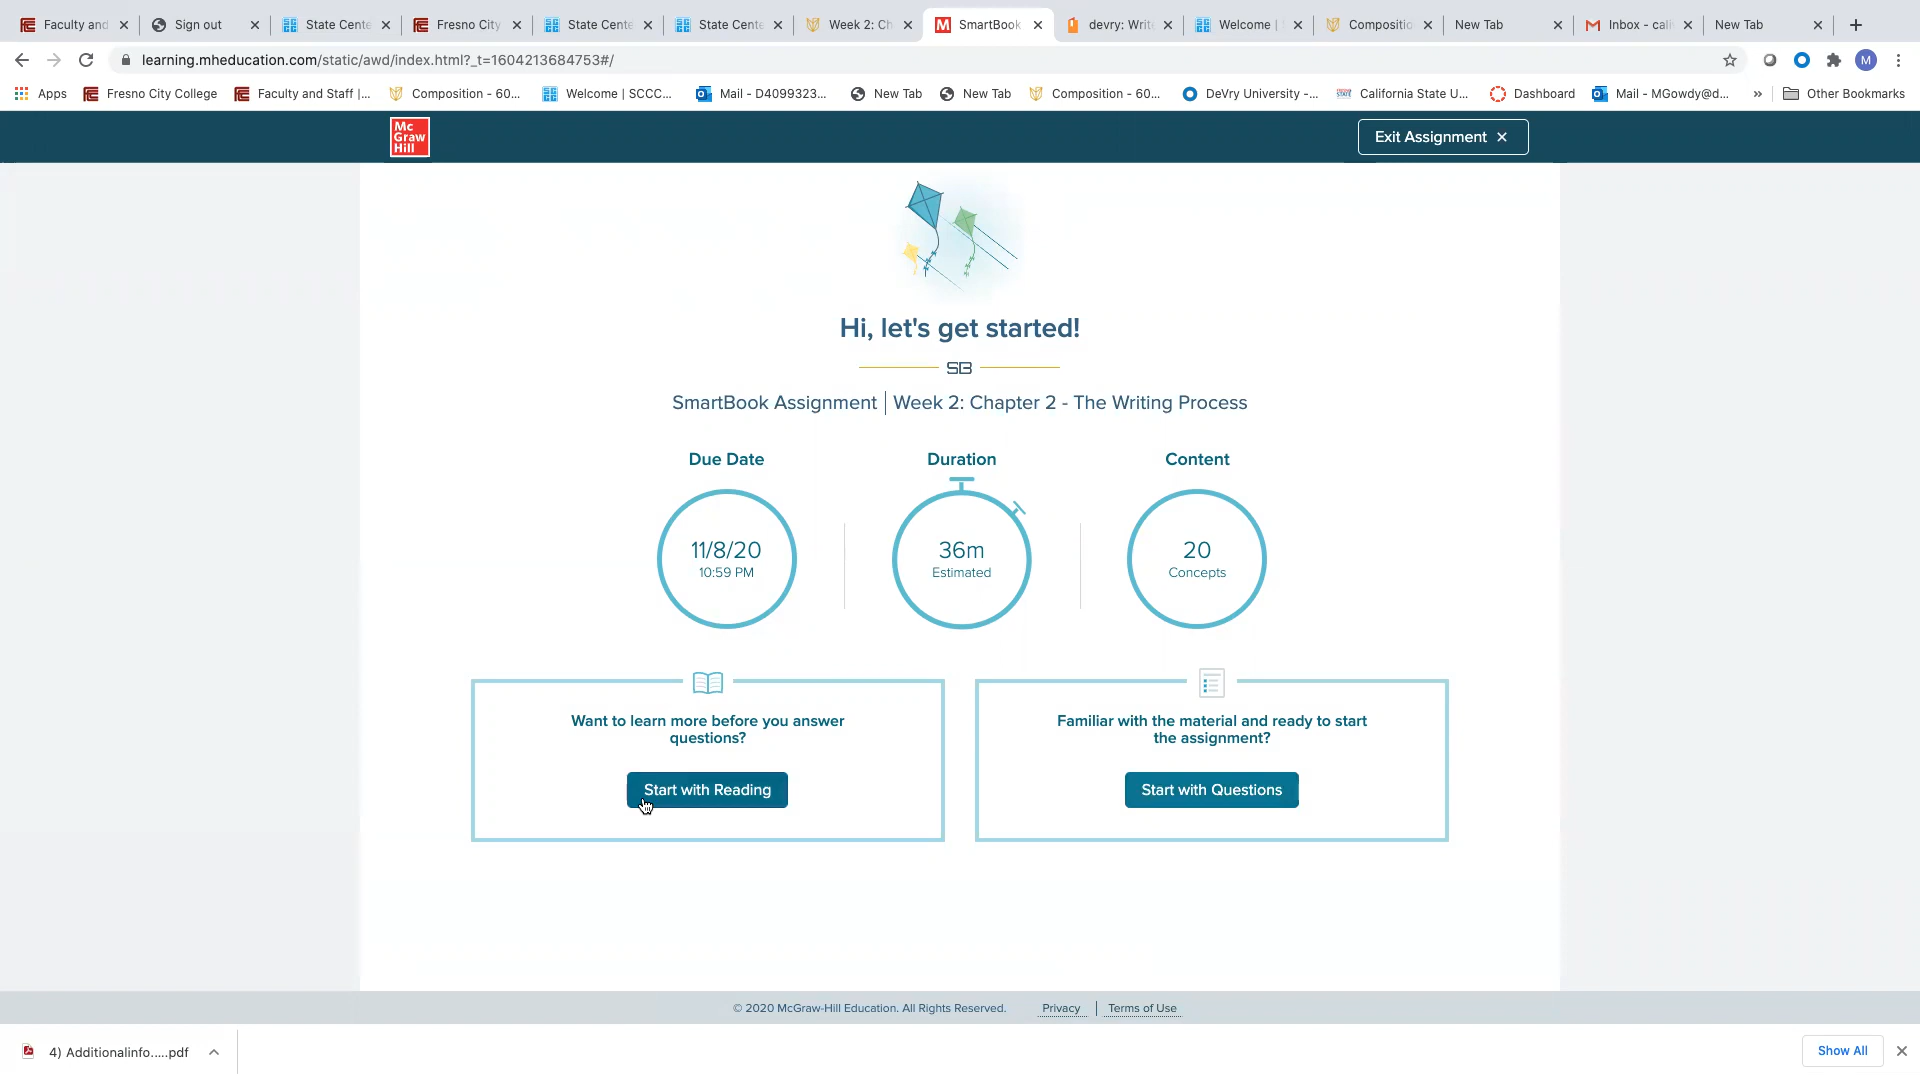 Faculty and
Sign out
State Cente
Fresno City
State Cente
State Cente
Week 2: Ch
SmartBook
devry: Write
Welcome |
Compositio
New Tab
Inbox - cali
New Tab
learning.mheducation.com/static/awd/index.html?_t=1604213684753#/
M
Apps
Fresno City College
Faculty and Staff |...
Composition - 60...
Welcome | SCCC...
Mail - D4099323...
New Tab
New Tab
Composition - 60...
DeVry University -...
California State U...
Dashboard
Mail - MGowdy@d...
»
Other Bookmarks
Mc
Graw
Hill
Exit Assignment ✕
Hi, let's get started!
SB
SmartBook Assignment | Week 2: Chapter 2 - The Writing Process
Due Date
Duration
Content
11/8/20
10:59 PM
36m
Estimated
20
Concepts
Want to learn more before you answer
questions?
Start with Reading
Familiar with the material and ready to start
the assignment?
Start with Questions
© 2020 McGraw-Hill Education. All Rights Reserved.
Privacy
Terms of Use
4) Additionalinfo.....pdf
Show All